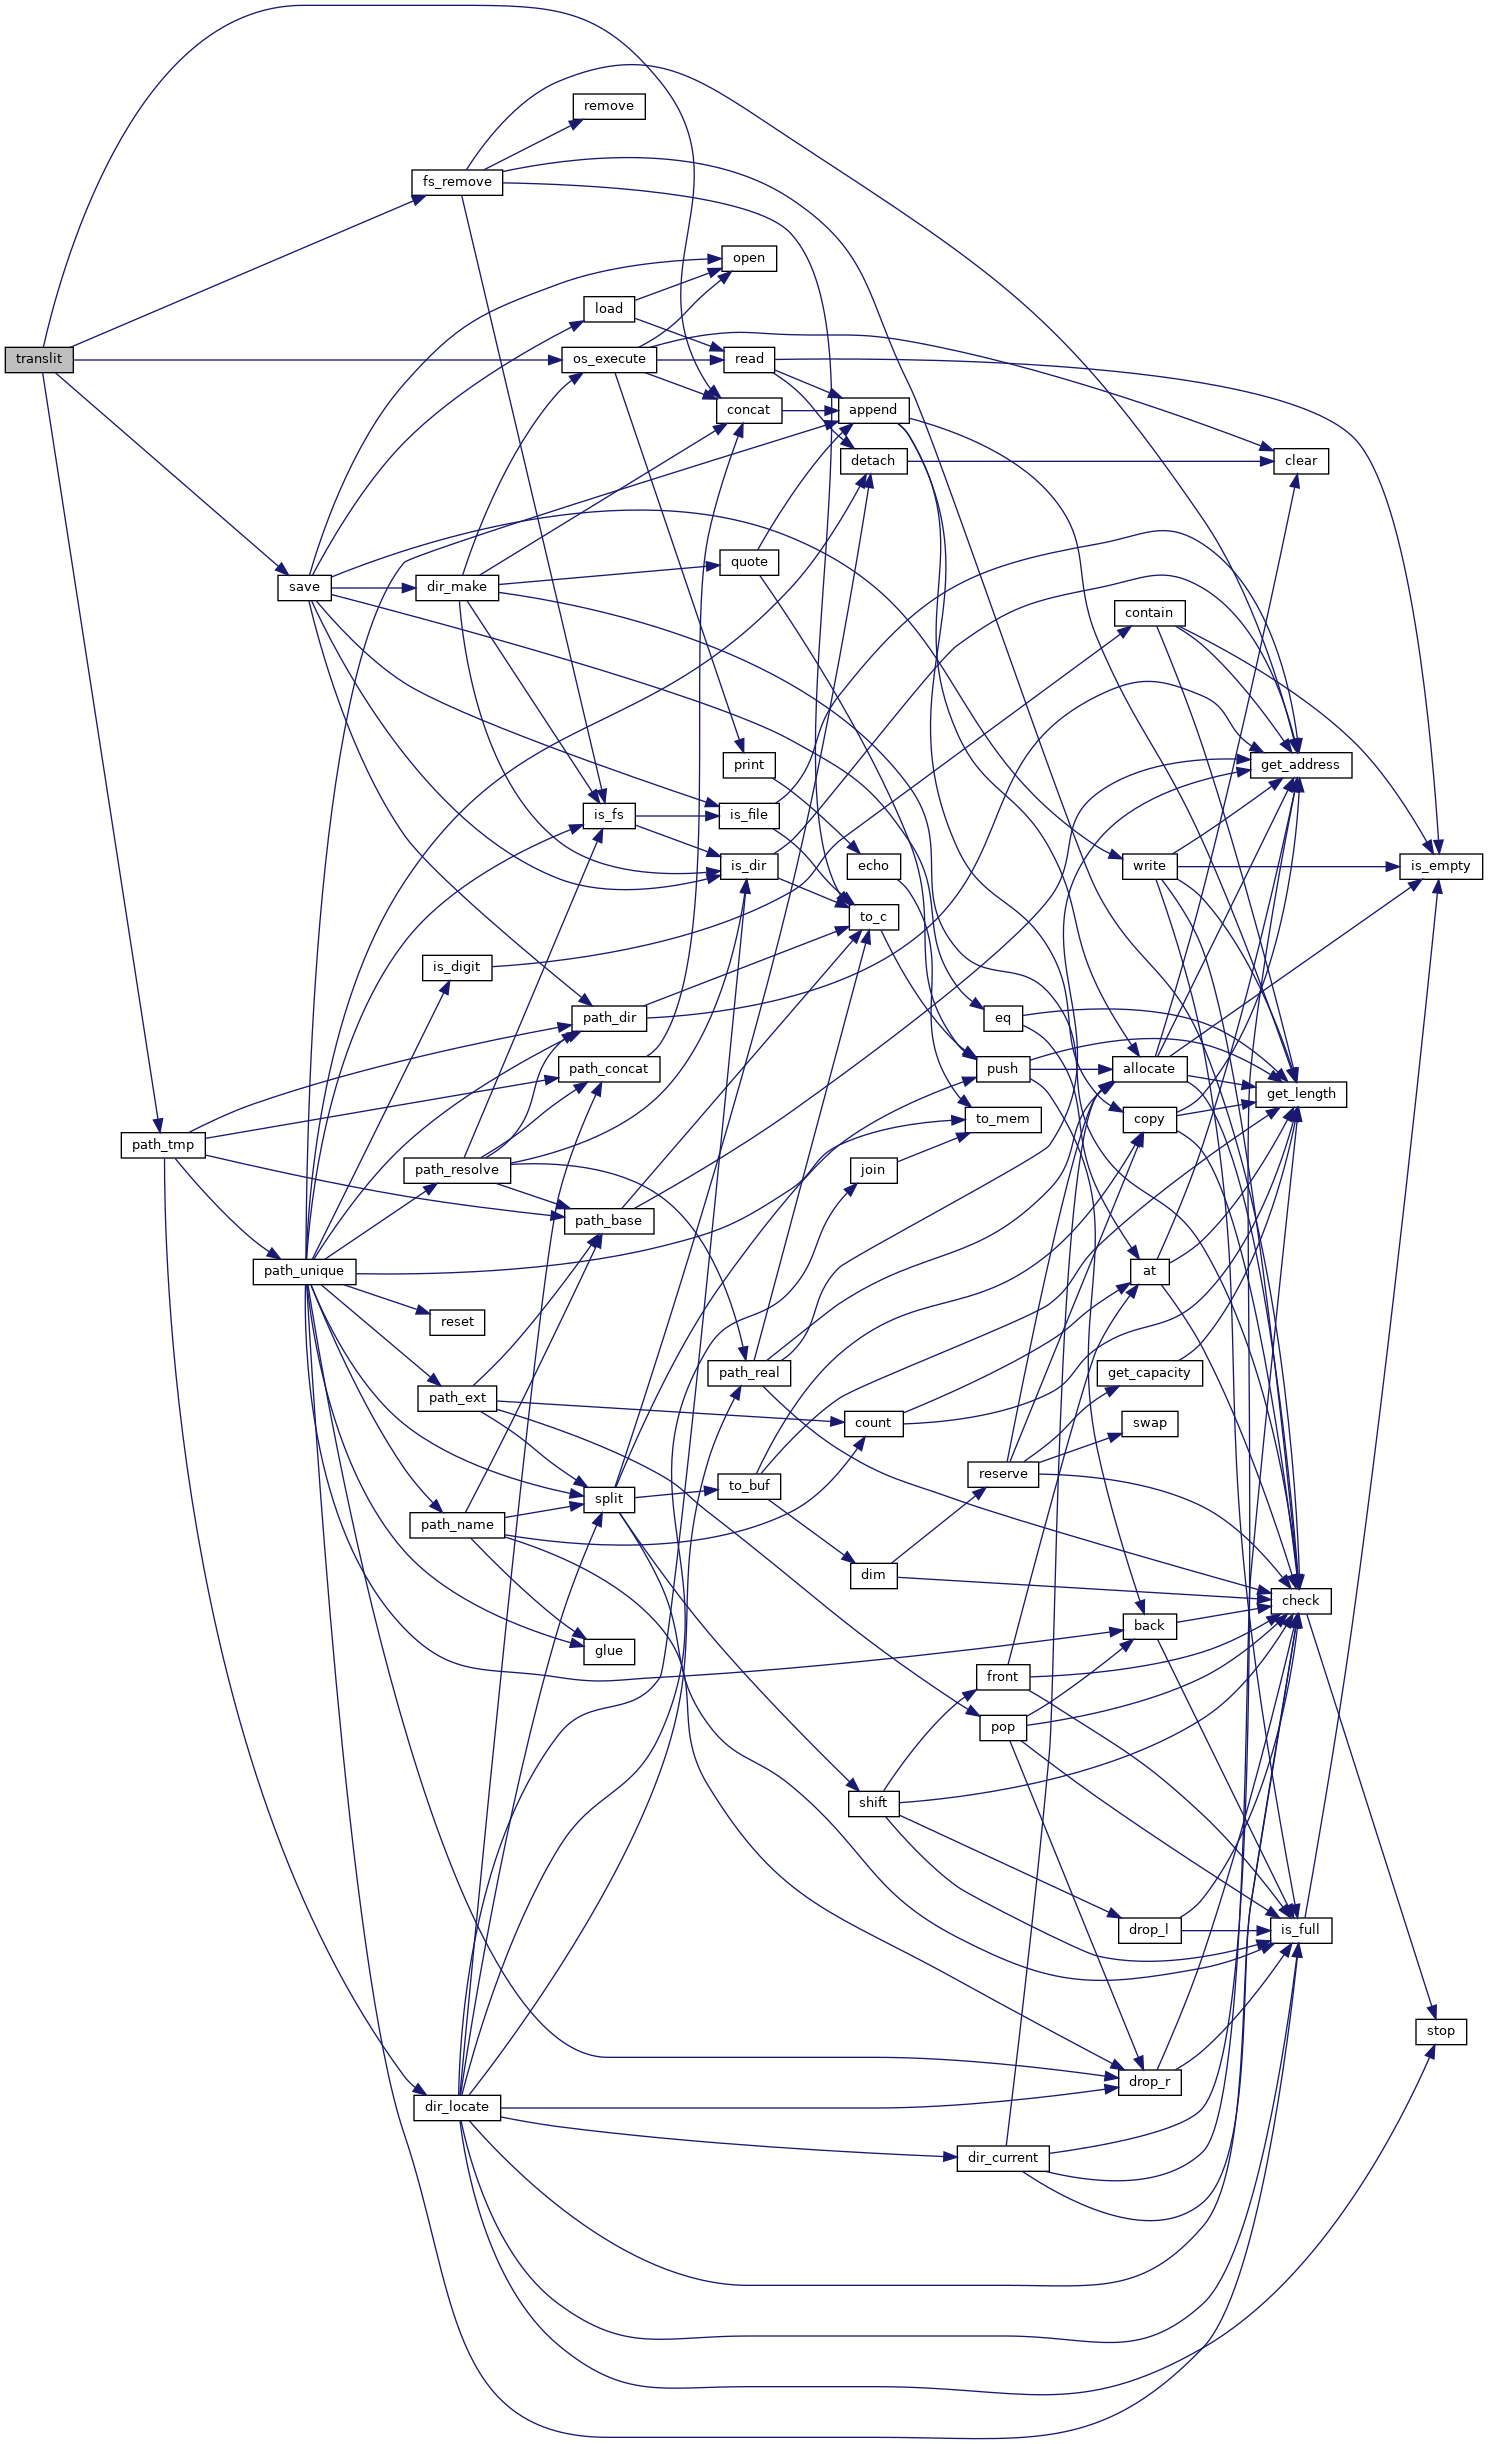 remove
fs_remove
open
load
translit
os_execute
read
concat
append
detach
clear
quote
save
dir_make
contain
print
get_address
is_fs
is_file
is_dir
echo
write
is_empty
to_c
is_digit
path_dir
eq
path_concat
push
allocate
get_length
to_mem
copy
path_tmp
path_resolve
join
path_base
path_unique
at
reset
path_real
get_capacity
path_ext
count
swap
reserve
to_buf
split
path_name
dim
check
back
glue
front
pop
shift
drop_l
is_full
stop
drop_r
dir_locate
dir_current